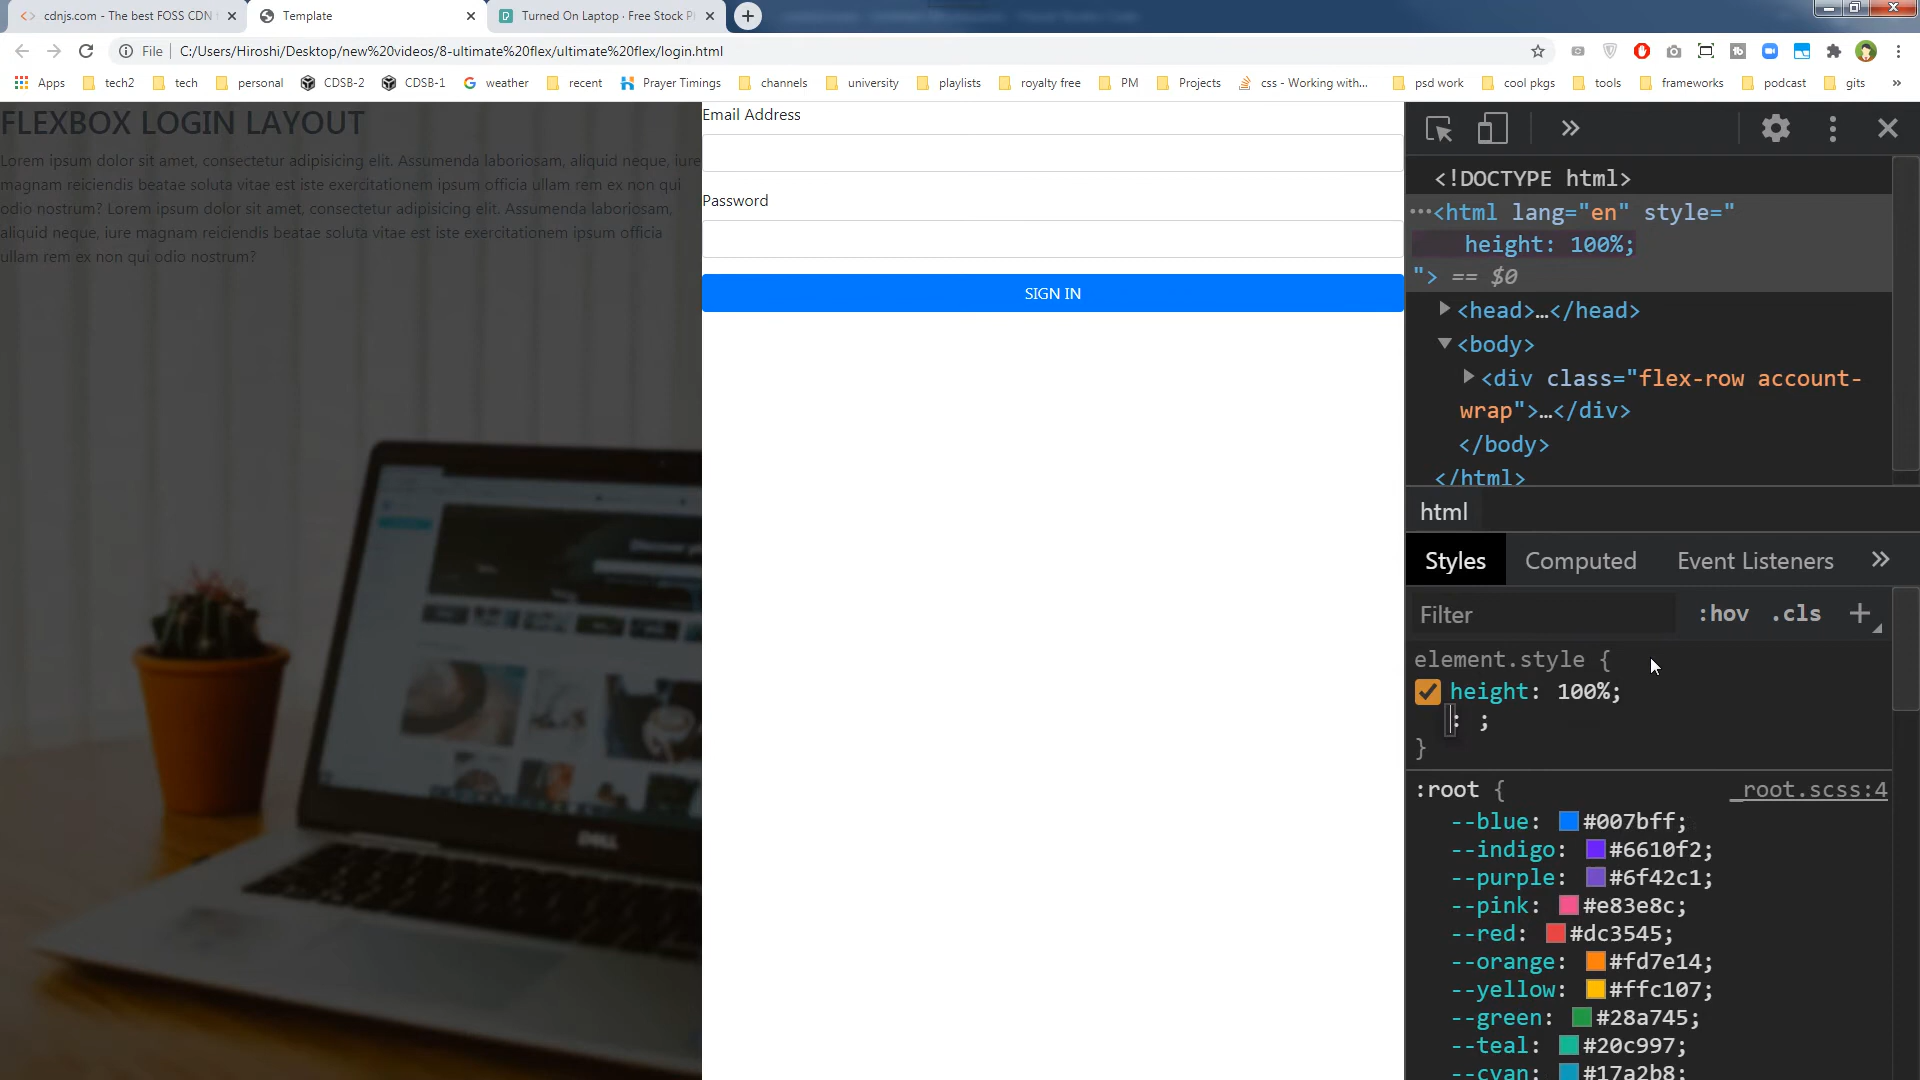 cdnjs.com - The best FOSS CDN
Template
Turned On Laptop · Free Stock P
File C:/Users/Hiroshi/Desktop/new%20videos/8-ultimate%20flex/ultimate%20flex/login.html
Apps tech2 tech personal CDSB-2 CDSB-1 weather recent Prayer Timings channels university playlists royalty free PM Projects css - Working with... psd work cool pkgs tools frameworks podcast gits »
FLEXBOX LOGIN LAYOUT
Lorem ipsum dolor sit amet, consectetur adipisicing elit. Assumenda laboriosam, aliquid neque, iure
magnam reiciendis beatae soluta vitae est iste exercitationem ipsum officia ullam rem ex non qui
odio nostrum? Lorem ipsum dolor sit amet, consectetur adipisicing elit. Assumenda laboriosam,
aliquid neque, iure magnam reiciendis beatae soluta vitae est iste exercitationem ipsum officia
ullam rem ex non qui odio nostrum?
DELL
Email Address
Password
SIGN IN
<!DOCTYPE html>
···<html lang="en" style="
height: 100%;
"> == $0
<head>…</head>
<body>
<div class="flex-row account-
wrap">…</div>
</body>
</html>
html
Styles Computed Event Listeners »
Filter :hov .cls +
element.style {
height: 100%;
: ;
}
:root { _root.scss:4
--blue: #007bff;
--indigo: #6610f2;
--purple: #6f42c1;
--pink: #e83e8c;
--red: #dc3545;
--orange: #fd7e14;
--yellow: #ffc107;
--green: #28a745;
--teal: #20c997;
--cyan: #17a2b8;